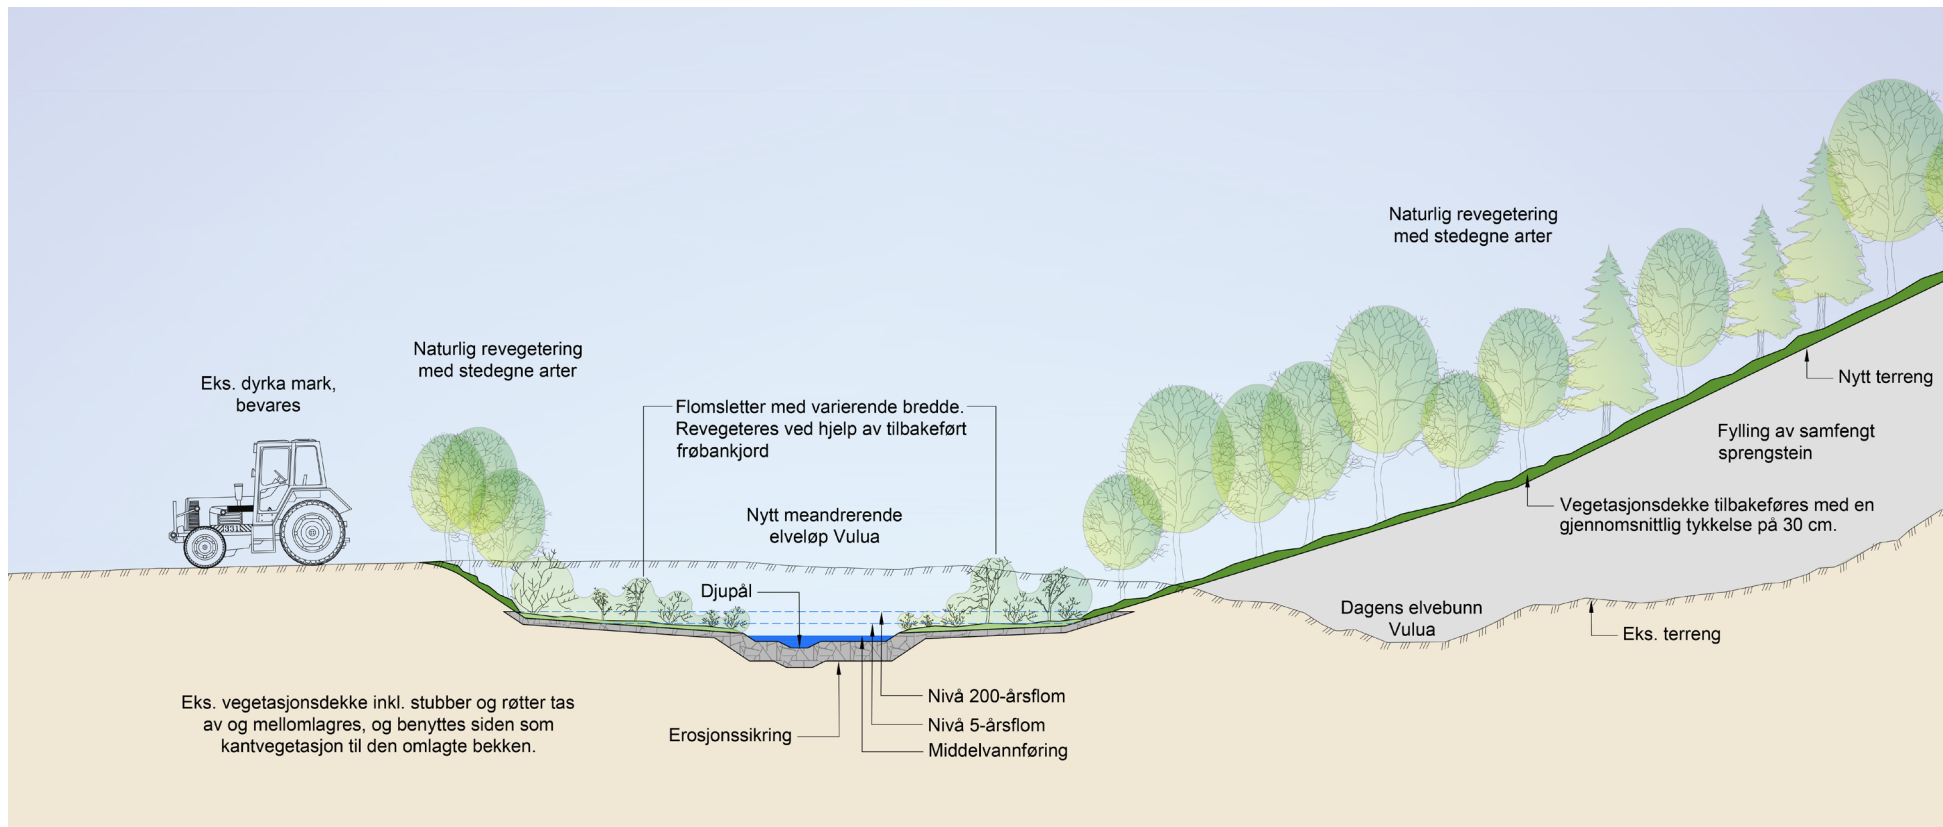 Naturlig revegetering
med stedegne arter
Naturlig revegetering
med stedegne arter
Eks. dyrka mark,
bevares
Nytt terreng
Flomsletter med varierende bredde.
Revegeteres ved hjelp av tilbakeført
frøbankjord
Fylling av samfengt
sprengstein
Vegetasjonsdekke tilbakeføres med en
gjennomsnittlig tykkelse på 30 cm.
Nytt meandrerende
elveløp Vulua
Djupål
Dagens elvebunn
Vulua
Eks. terreng
Eks. vegetasjonsdekke inkl. stubber og røtter tas
av og mellomlagres, og benyttes siden som
kantvegetasjon til den omlagte bekken.
Nivå 200-årsflom
Nivå 5-årsflom
Erosjonssikring
Middelvannføring